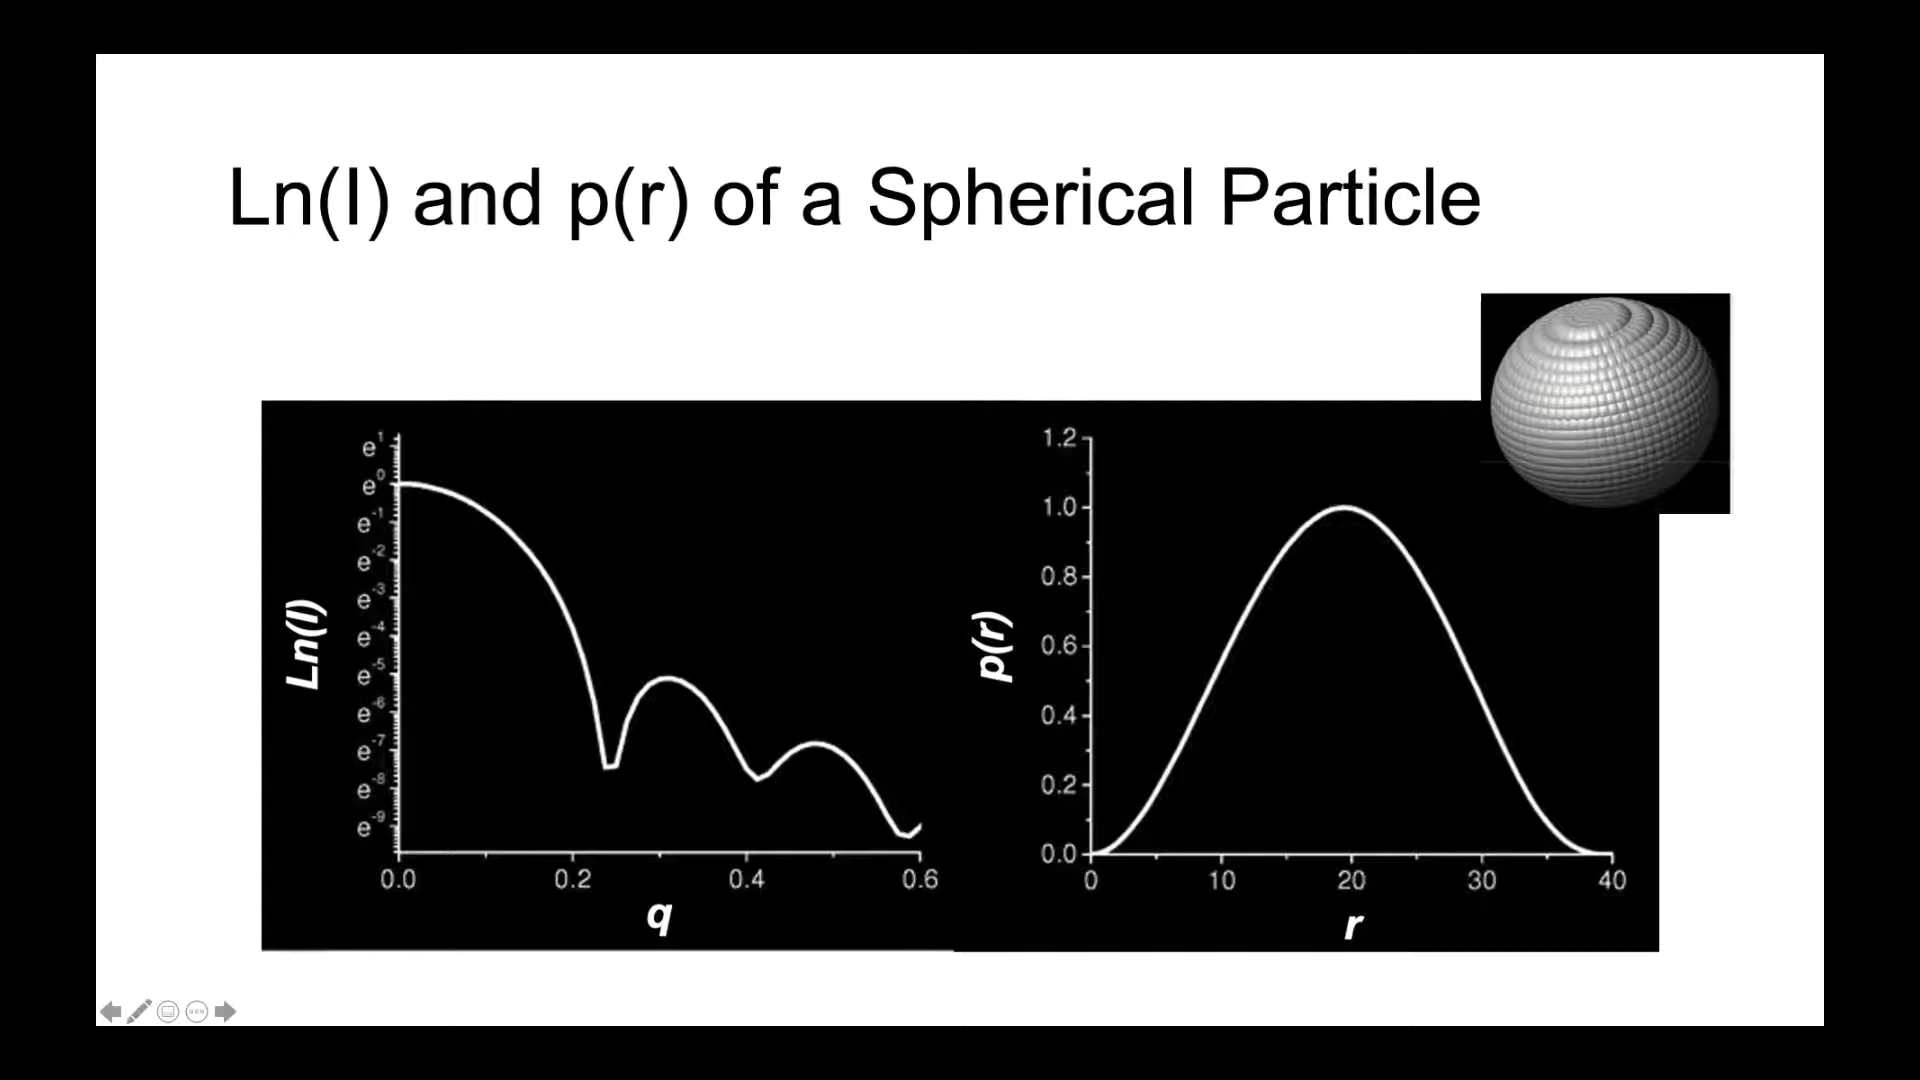 Ln(I) and p(r) of a Spherical Particle
Ln(I)
e^1
e^0
e^-1
e^-2
e^-3
e^-4
e^-5
e^-6
e^-7
e^-8
e^-9
0.0 0.2 0.4 0.6
q
p(r)
1.2
1.0
0.8
0.6
0.4
0.2
0.0
0 10 20 30 40
r